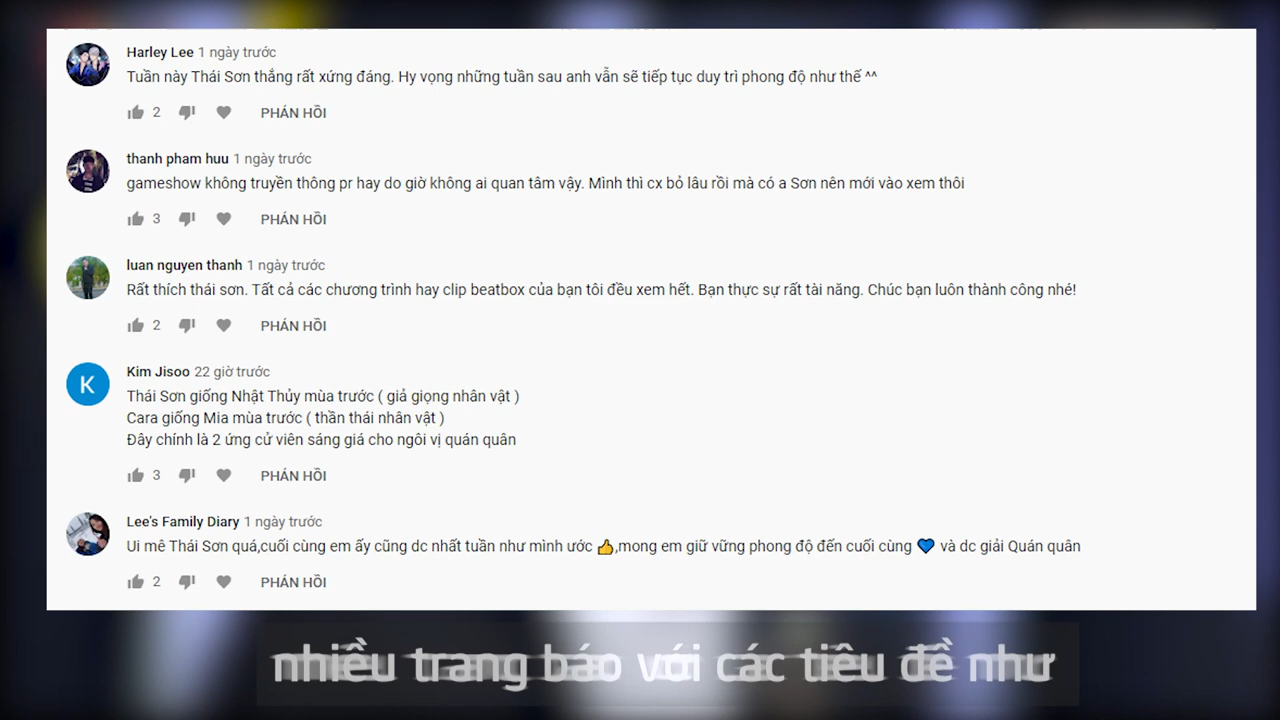 Harley Lee 1 ngày trước
Tuần này Thái Sơn thắng rất xứng đáng. Hy vọng những tuần sau anh vẫn sẽ tiếp tục duy trì phong độ như thế ^^
2 PHẢN HỒI
thanh pham huu 1 ngày trước
gameshow không truyền thông pr hay do giờ không ai quan tâm vậy. Mình thì cx bỏ lâu rồi mà có a Sơn nên mới vào xem thôi
3 PHẢN HỒI
luan nguyen thanh 1 ngày trước
Rất thích thái sơn. Tất cả các chương trình hay clip beatbox của bạn tôi đều xem hết. Bạn thực sự rất tài năng. Chúc bạn luôn thành công nhé!
2 PHẢN HỒI
K
Kim Jisoo 22 giờ trước
Thái Sơn giống Nhật Thủy mùa trước ( giả giọng nhân vật )
Cara giống Mia mùa trước ( thần thái nhân vật )
Đây chính là 2 ứng cử viên sáng giá cho ngôi vị quán quân
3 PHẢN HỒI
Lee's Family Diary 1 ngày trước
Ui mê Thái Sơn quá,cuối cùng em ấy cũng dc nhất tuần như mình ước 👍,mong em giữ vững phong độ đến cuối cùng 💙 và dc giải Quán quân
2 PHẢN HỒI
nhiều trang báo với các tiêu đề như